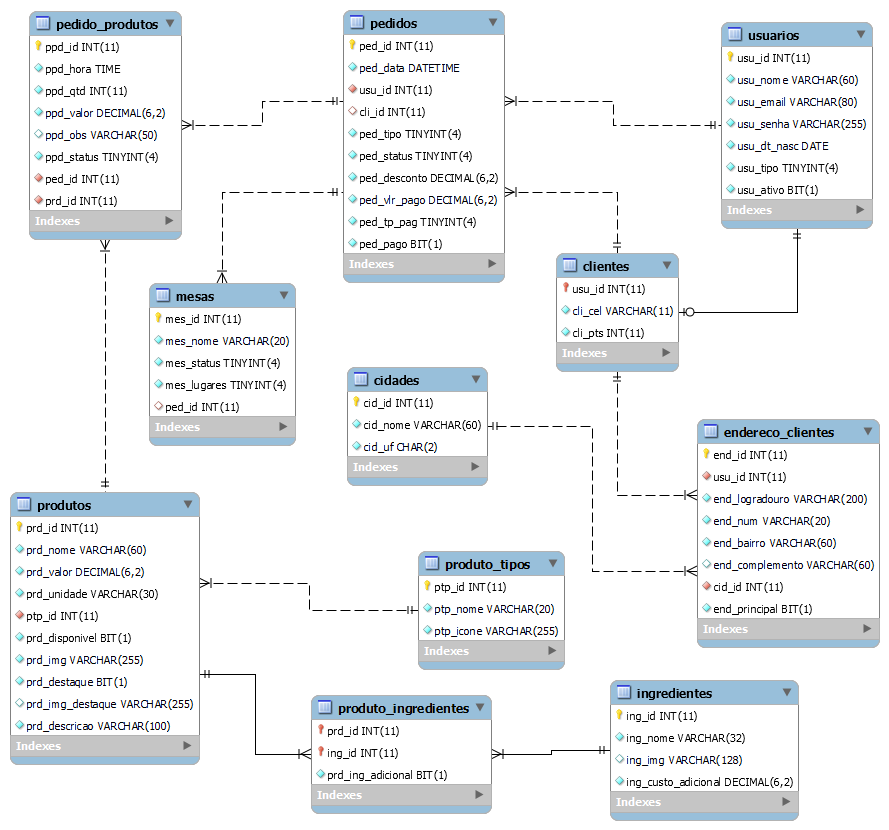 pedido_produtos
ppd_id INT(11)
ppd_hora TIME
ppd_qtd INT(11)
ppd_valor DECIMAL(6,2)
ppd_obs VARCHAR(50)
ppd_status TINYINT(4)
ped_id INT(11)
prd_id INT(11)
Indexes
pedidos
ped_id INT(11)
ped_data DATETIME
usu_id INT(11)
cli_id INT(11)
ped_tipo TINYINT(4)
ped_status TINYINT(4)
ped_desconto DECIMAL(6,2)
ped_vlr_pago DECIMAL(6,2)
ped_tp_pag TINYINT(4)
ped_pago BIT(1)
Indexes
usuarios
usu_id INT(11)
usu_nome VARCHAR(60)
usu_email VARCHAR(80)
usu_senha VARCHAR(255)
usu_dt_nasc DATE
usu_tipo TINYINT(4)
usu_ativo BIT(1)
Indexes
mesas
mes_id INT(11)
mes_nome VARCHAR(20)
mes_status TINYINT(4)
mes_lugares TINYINT(4)
ped_id INT(11)
Indexes
clientes
usu_id INT(11)
cli_cel VARCHAR(11)
cli_pts INT(11)
Indexes
cidades
cid_id INT(11)
cid_nome VARCHAR(60)
cid_uf CHAR(2)
Indexes
endereco_clientes
end_id INT(11)
usu_id INT(11)
end_logradouro VARCHAR(200)
end_num VARCHAR(20)
end_bairro VARCHAR(60)
end_complemento VARCHAR(60)
cid_id INT(11)
end_principal BIT(1)
Indexes
produtos
prd_id INT(11)
prd_nome VARCHAR(60)
prd_valor DECIMAL(6,2)
prd_unidade VARCHAR(30)
ptp_id INT(11)
prd_disponivel BIT(1)
prd_img VARCHAR(255)
prd_destaque BIT(1)
prd_img_destaque VARCHAR(255)
prd_descricao VARCHAR(100)
Indexes
produto_tipos
ptp_id INT(11)
ptp_nome VARCHAR(20)
ptp_icone VARCHAR(255)
Indexes
produto_ingredientes
prd_id INT(11)
ing_id INT(11)
prd_ing_adicional BIT(1)
Indexes
ingredientes
ing_id INT(11)
ing_nome VARCHAR(32)
ing_img VARCHAR(128)
ing_custo_adicional DECIMAL(6,2)
Indexes